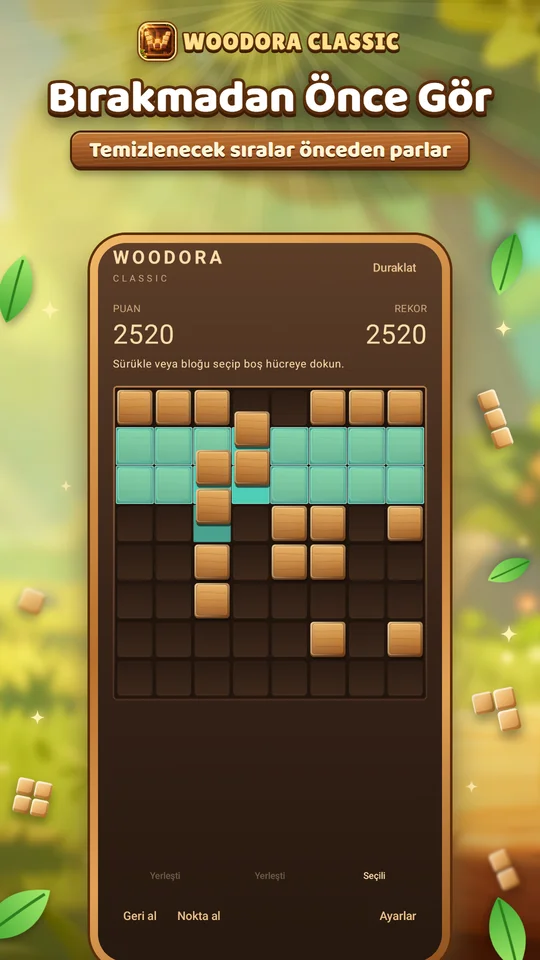 WOODORA CLASSIC
Bırakmadan Önce Gör
Temizlenecek sıralar önceden parlar
WOODORA
CLASSIC
Duraklat
PUAN
REKOR
2520
2520
Sürükle veya bloğu seçip boş hücreye dokun.
Yerleşti
Yerleşti
Seçili
Geri al
Nokta al
Ayarlar